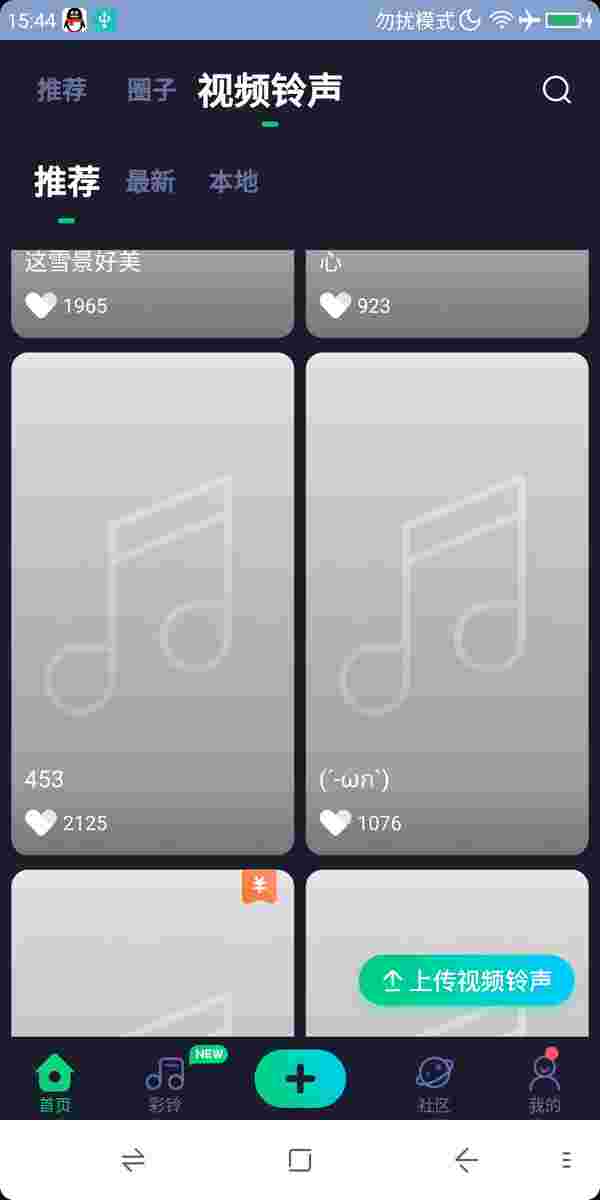 15:44 勿扰模式
推荐 圈子 视频铃声
推荐 最新 本地
这雪景好美 心
1965 923
453 (´-ωก`)
2125 1076
¥
上传视频铃声
NEW
首页 彩铃 社区 我的